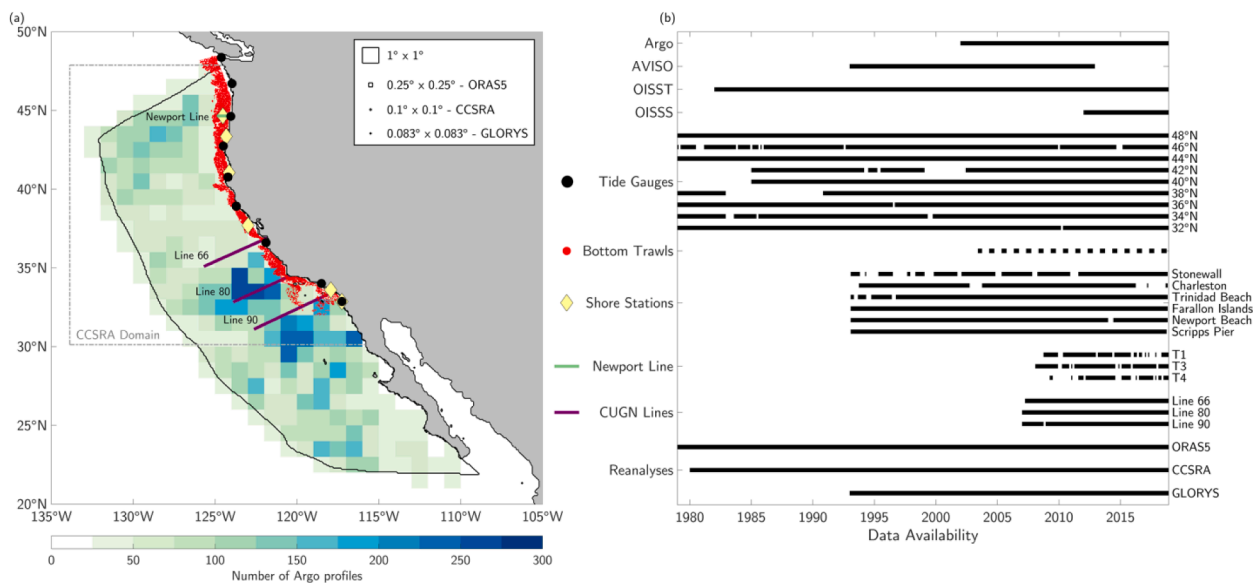 (a)
50°N
45°N
40°N
35°N
30°N
25°N
20°N
135°W
130°W
125°W
120°W
115°W
110°W
105°W
1° x 1°
0.25° x 0.25° - ORAS5
0.1° x 0.1° - CCSRA
0.083° x 0.083° - GLORYS
Newport Line
Line 66
Line 80
Line 90
CCSRA Domain
0
50
100
150
200
250
300
Number of Argo profiles
Tide Gauges
Bottom Trawls
Shore Stations
Newport Line
CUGN Lines
(b)
Argo
AVISO
OISST
OISSS
48°N
46°N
44°N
42°N
40°N
38°N
36°N
34°N
32°N
Stonewall
Charleston
Trinidad Beach
Farallon Islands
Newport Beach
Scripps Pier
T1
T3
T4
Line 66
Line 80
Line 90
ORAS5
Reanalyses
CCSRA
GLORYS
1980
1985
1990
1995
2000
2005
2010
2015
Data Availability